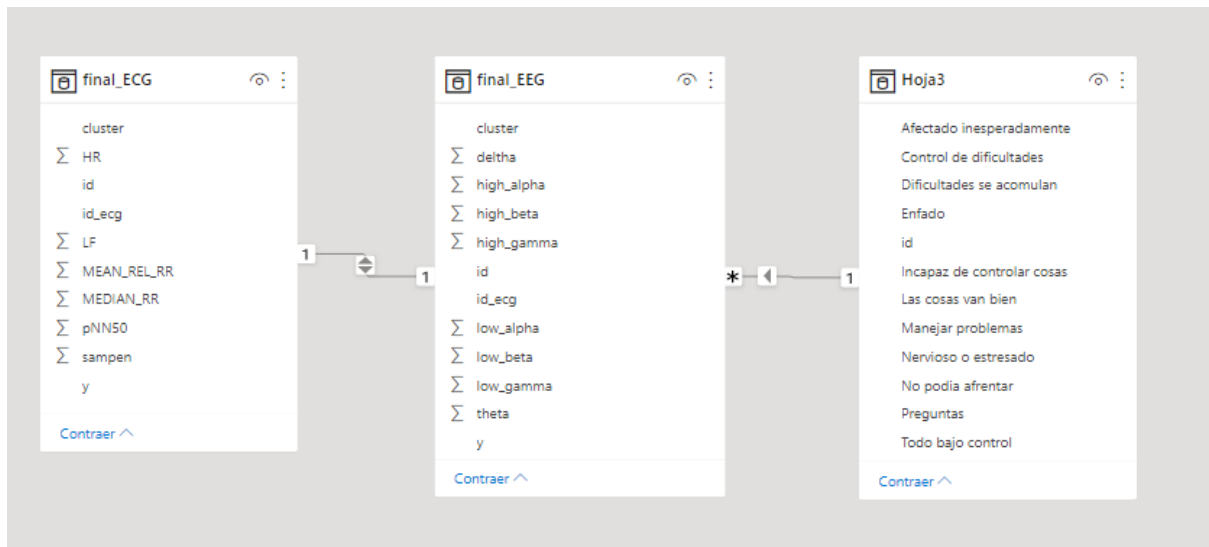 final_ECG
cluster
Σ HR
id
id_ecg
Σ LF
Σ MEAN_REL_RR
Σ MEDIAN_RR
Σ pNN50
Σ sampen
y
Contraer
1
1
final_EEG
cluster
Σ deltha
Σ high_alpha
Σ high_beta
Σ high_gamma
id
id_ecg
Σ low_alpha
Σ low_beta
Σ low_gamma
Σ theta
y
Contraer
*
1
Hoja3
Afectado inesperadamente
Control de dificultades
Dificultades se acomulan
Enfado
id
Incapaz de controlar cosas
Las cosas van bien
Manejar problemas
Nervioso o estresado
No podia afrentar
Preguntas
Todo bajo control
Contraer